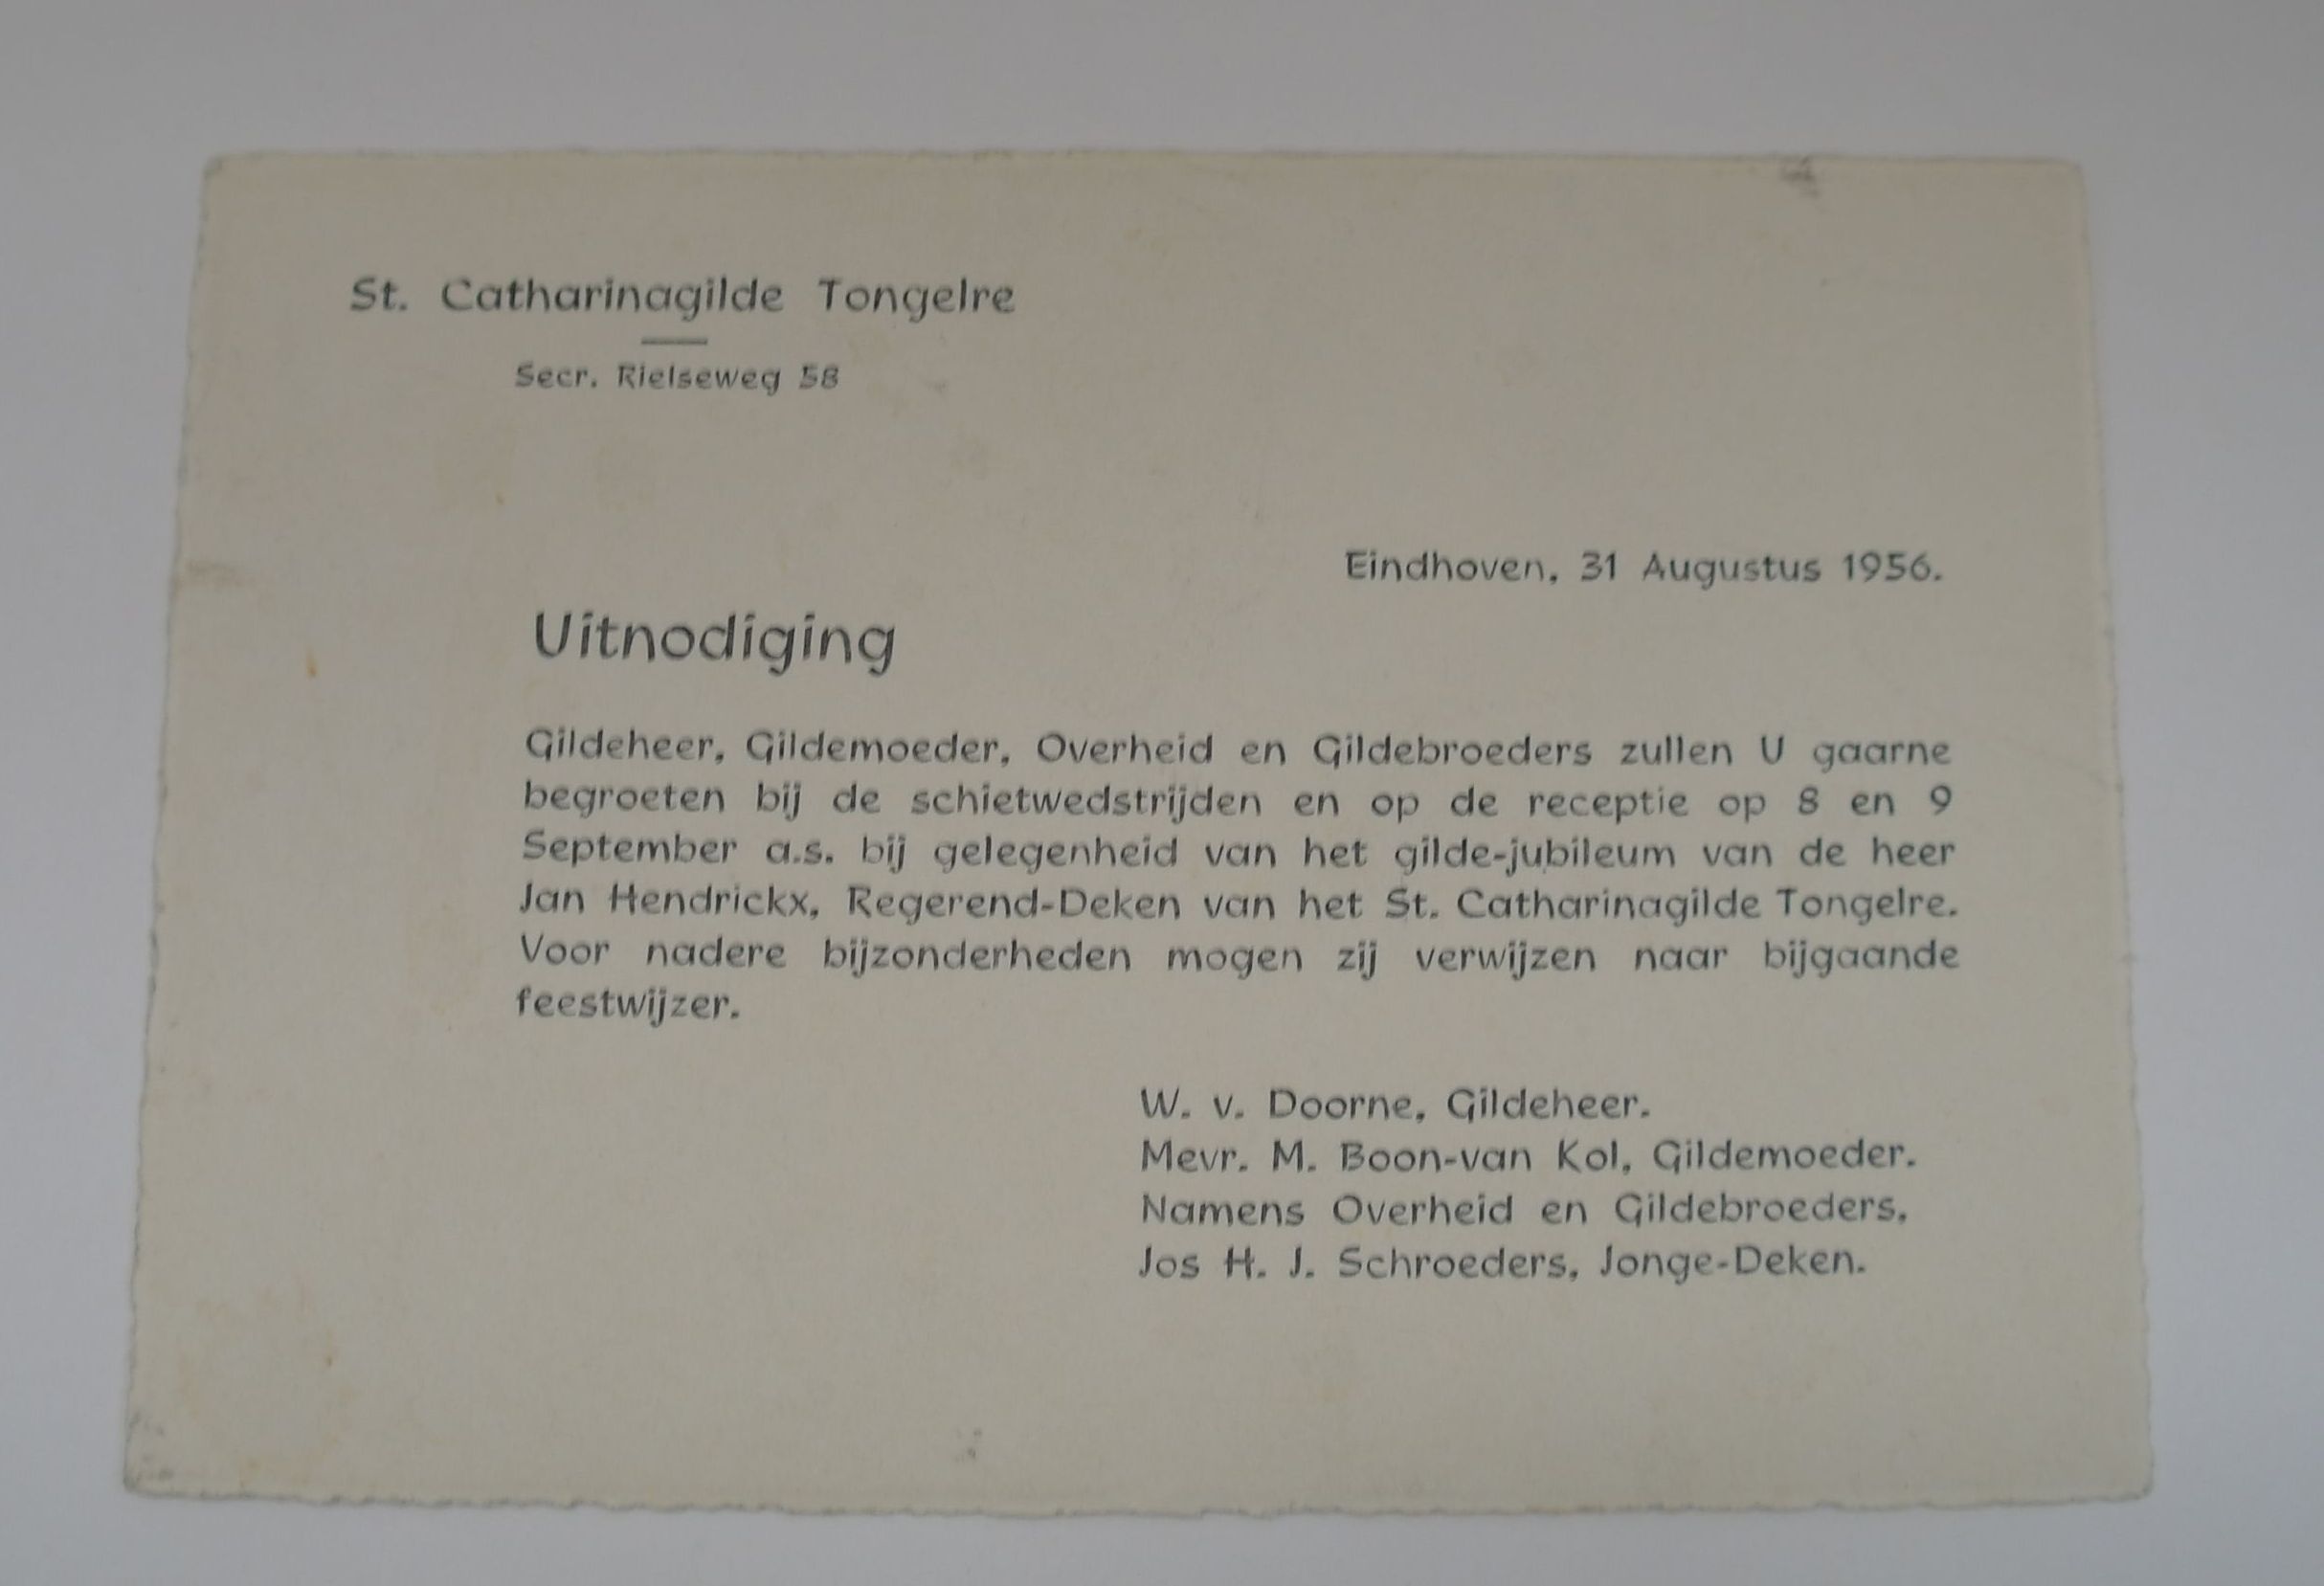 St. Catharinagilde Tongelre
Secr. Rielseweg 58
Eindhoven, 31 Augustus 1956.
Uitnodiging
Gildeheer, Gildemoeder, Overheid en Gildebroeders zullen U gaarne
begroeten bij de schietwedstrijden en op de receptie op 8 en 9
September a.s. bij gelegenheid van het gilde-jubileum van de heer
Jan Hendrickx, Regerend-Deken van het St. Catharinagilde Tongelre.
Voor nadere bijzonderheden mogen zij verwijzen naar bijgaande
feestwijzer.
W. v. Doorne, Gildeheer.
Mevr. M. Boon-van Kol, Gildemoeder.
Namens Overheid en Gildebroeders,
Jos H. J. Schroeders, Jonge-Deken.